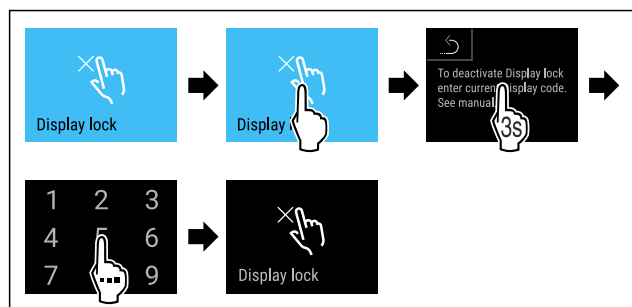 Display lock
Display l
To deactivate Display lock
enter current Display code.
See manual
3s
1 2 3
4 5 6
7 9
Display lock